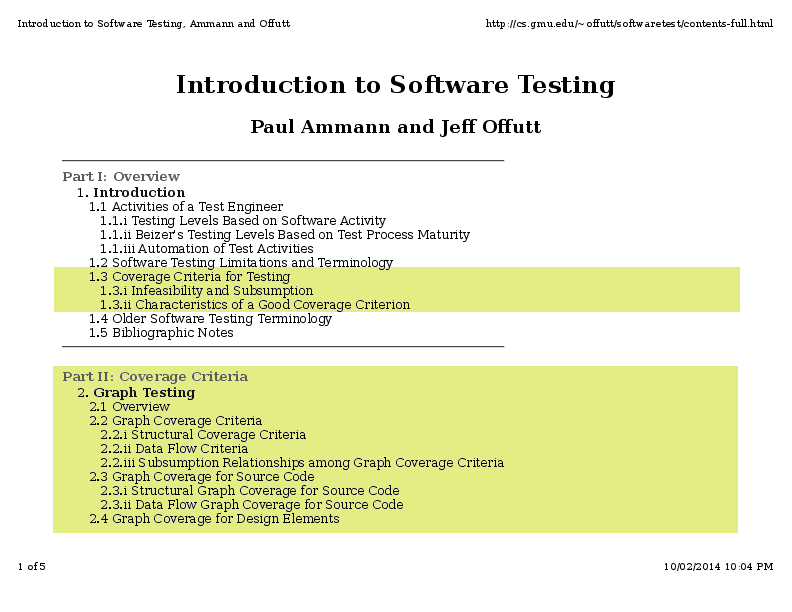 Introduction to Software Testing, Ammann and Offutt
http://cs.gmu.edu/~offutt/softwaretest/contents-full.html
Introduction to Software Testing
Paul Ammann and Jeff Offutt
Part I: Overview
1. Introduction
1.1 Activities of a Test Engineer
1.1.i Testing Levels Based on Software Activity
1.1.ii Beizer's Testing Levels Based on Test Process Maturity
1.1.iii Automation of Test Activities
1.2 Software Testing Limitations and Terminology
1.3 Coverage Criteria for Testing
1.3.i Infeasibility and Subsumption
1.3.ii Characteristics of a Good Coverage Criterion
1.4 Older Software Testing Terminology
1.5 Bibliographic Notes
Part II: Coverage Criteria
2. Graph Testing
2.1 Overview
2.2 Graph Coverage Criteria
2.2.i Structural Coverage Criteria
2.2.ii Data Flow Criteria
2.2.iii Subsumption Relationships among Graph Coverage Criteria
2.3 Graph Coverage for Source Code
2.3.i Structural Graph Coverage for Source Code
2.3.ii Data Flow Graph Coverage for Source Code
2.4 Graph Coverage for Design Elements
1 of 5
10/02/2014 10:04 PM